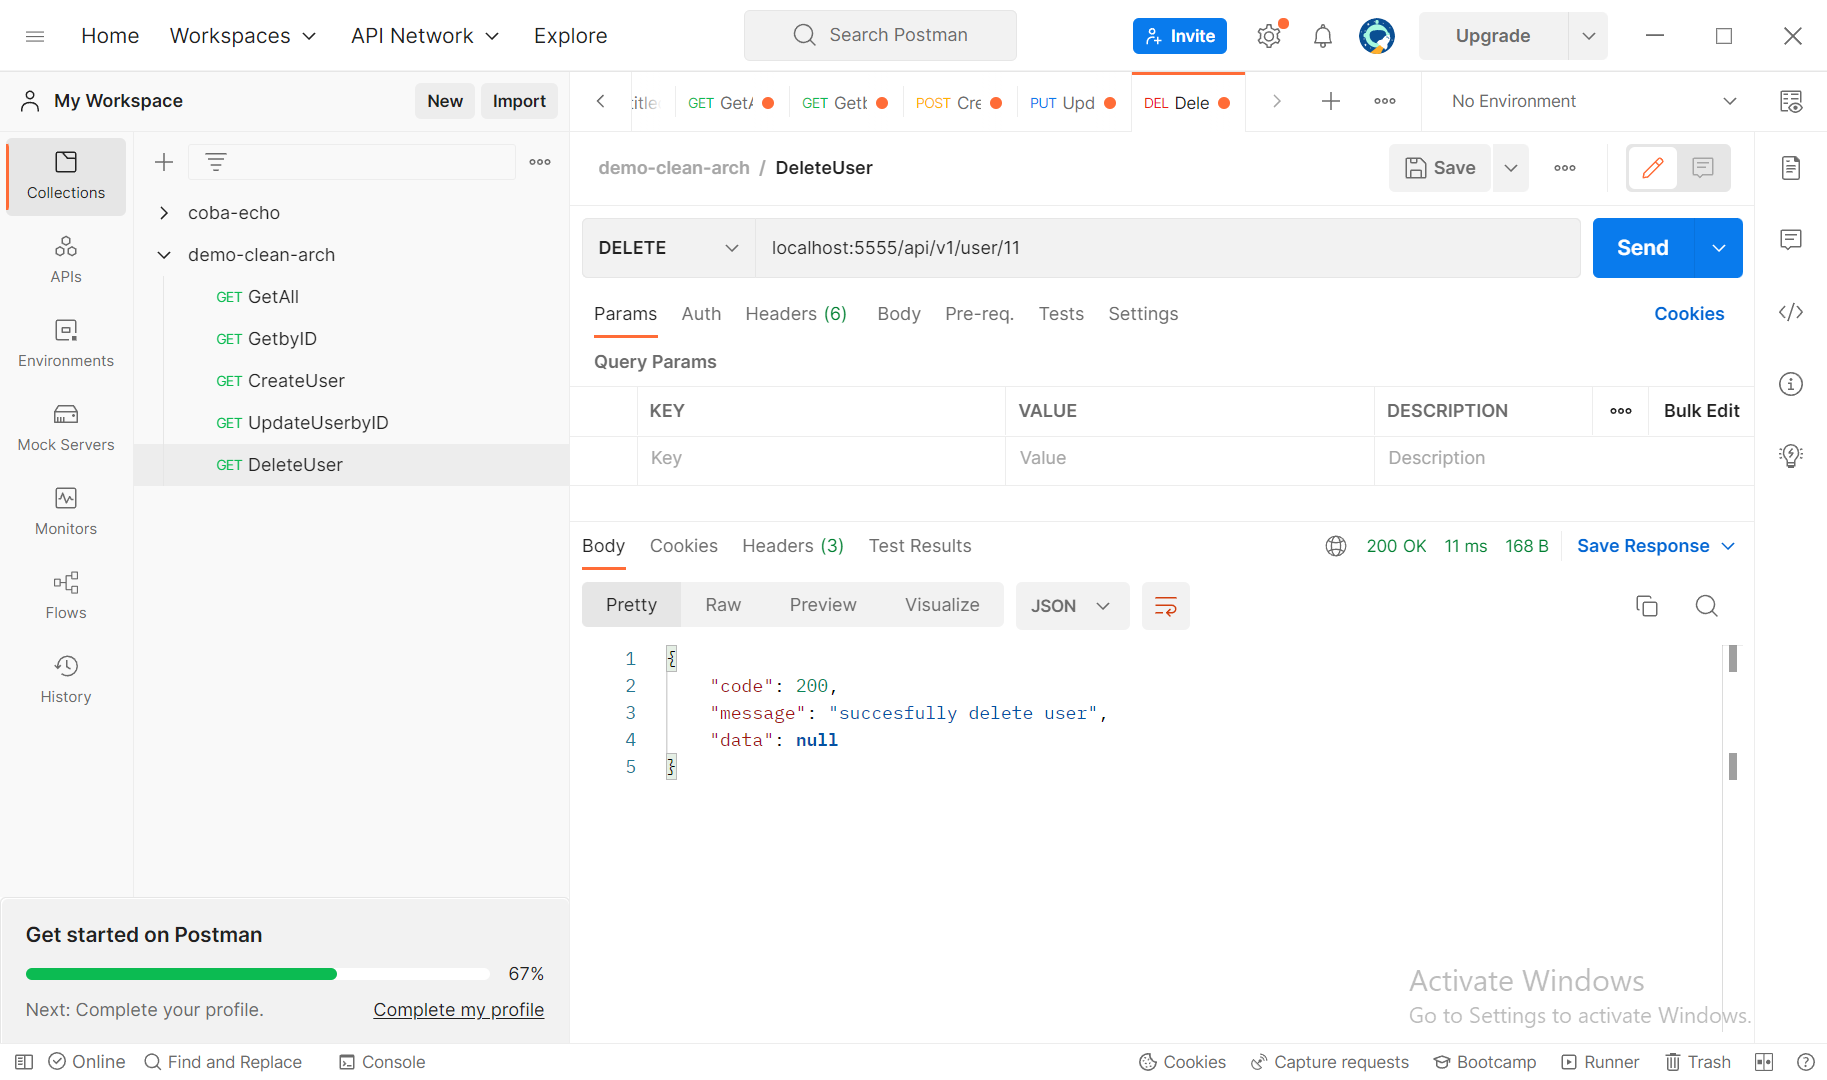 Home Workspaces API Network Explore Search Postman Invite Upgrade
My Workspace New Import
GET GetA GET Getb POST Cre PUT Upd DEL Dele No Environment
Collections
APIs
Environments
Mock Servers
Monitors
Flows
History
coba-echo
demo-clean-arch
GET GetAll
GET GetbyID
GET CreateUser
GET UpdateUserbyID
GET DeleteUser
demo-clean-arch / DeleteUser Save
DELETE localhost:5555/api/v1/user/11 Send
Params Auth Headers (6) Body Pre-req. Tests Settings Cookies
Query Params
KEY VALUE DESCRIPTION Bulk Edit
Key Value Description
Body Cookies Headers (3) Test Results 200 OK 11 ms 168 B Save Response
Pretty Raw Preview Visualize JSON
1 {
2 "code": 200,
3 "message": "succesfully delete user",
4 "data": null
5 }
Get started on Postman
67%
Next: Complete your profile. Complete my profile
Activate Windows
Go to Settings to activate Windows.
Online Find and Replace Console Cookies Capture requests Bootcamp Runner Trash